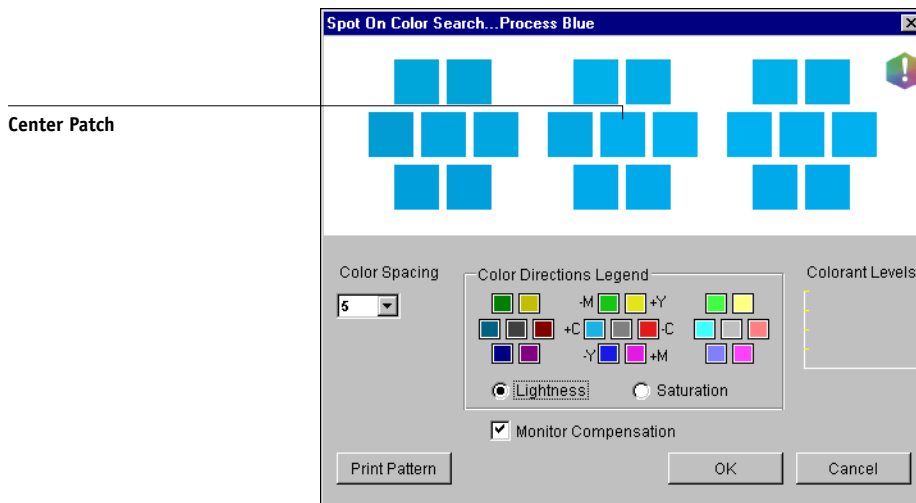 Spot On Color Search...Process Blue
Center Patch
Color Spacing
5
Color Directions Legend
-M +Y
+C -C
-Y +M
Lightness Saturation
Colorant Levels
Monitor Compensation
Print Pattern OK Cancel